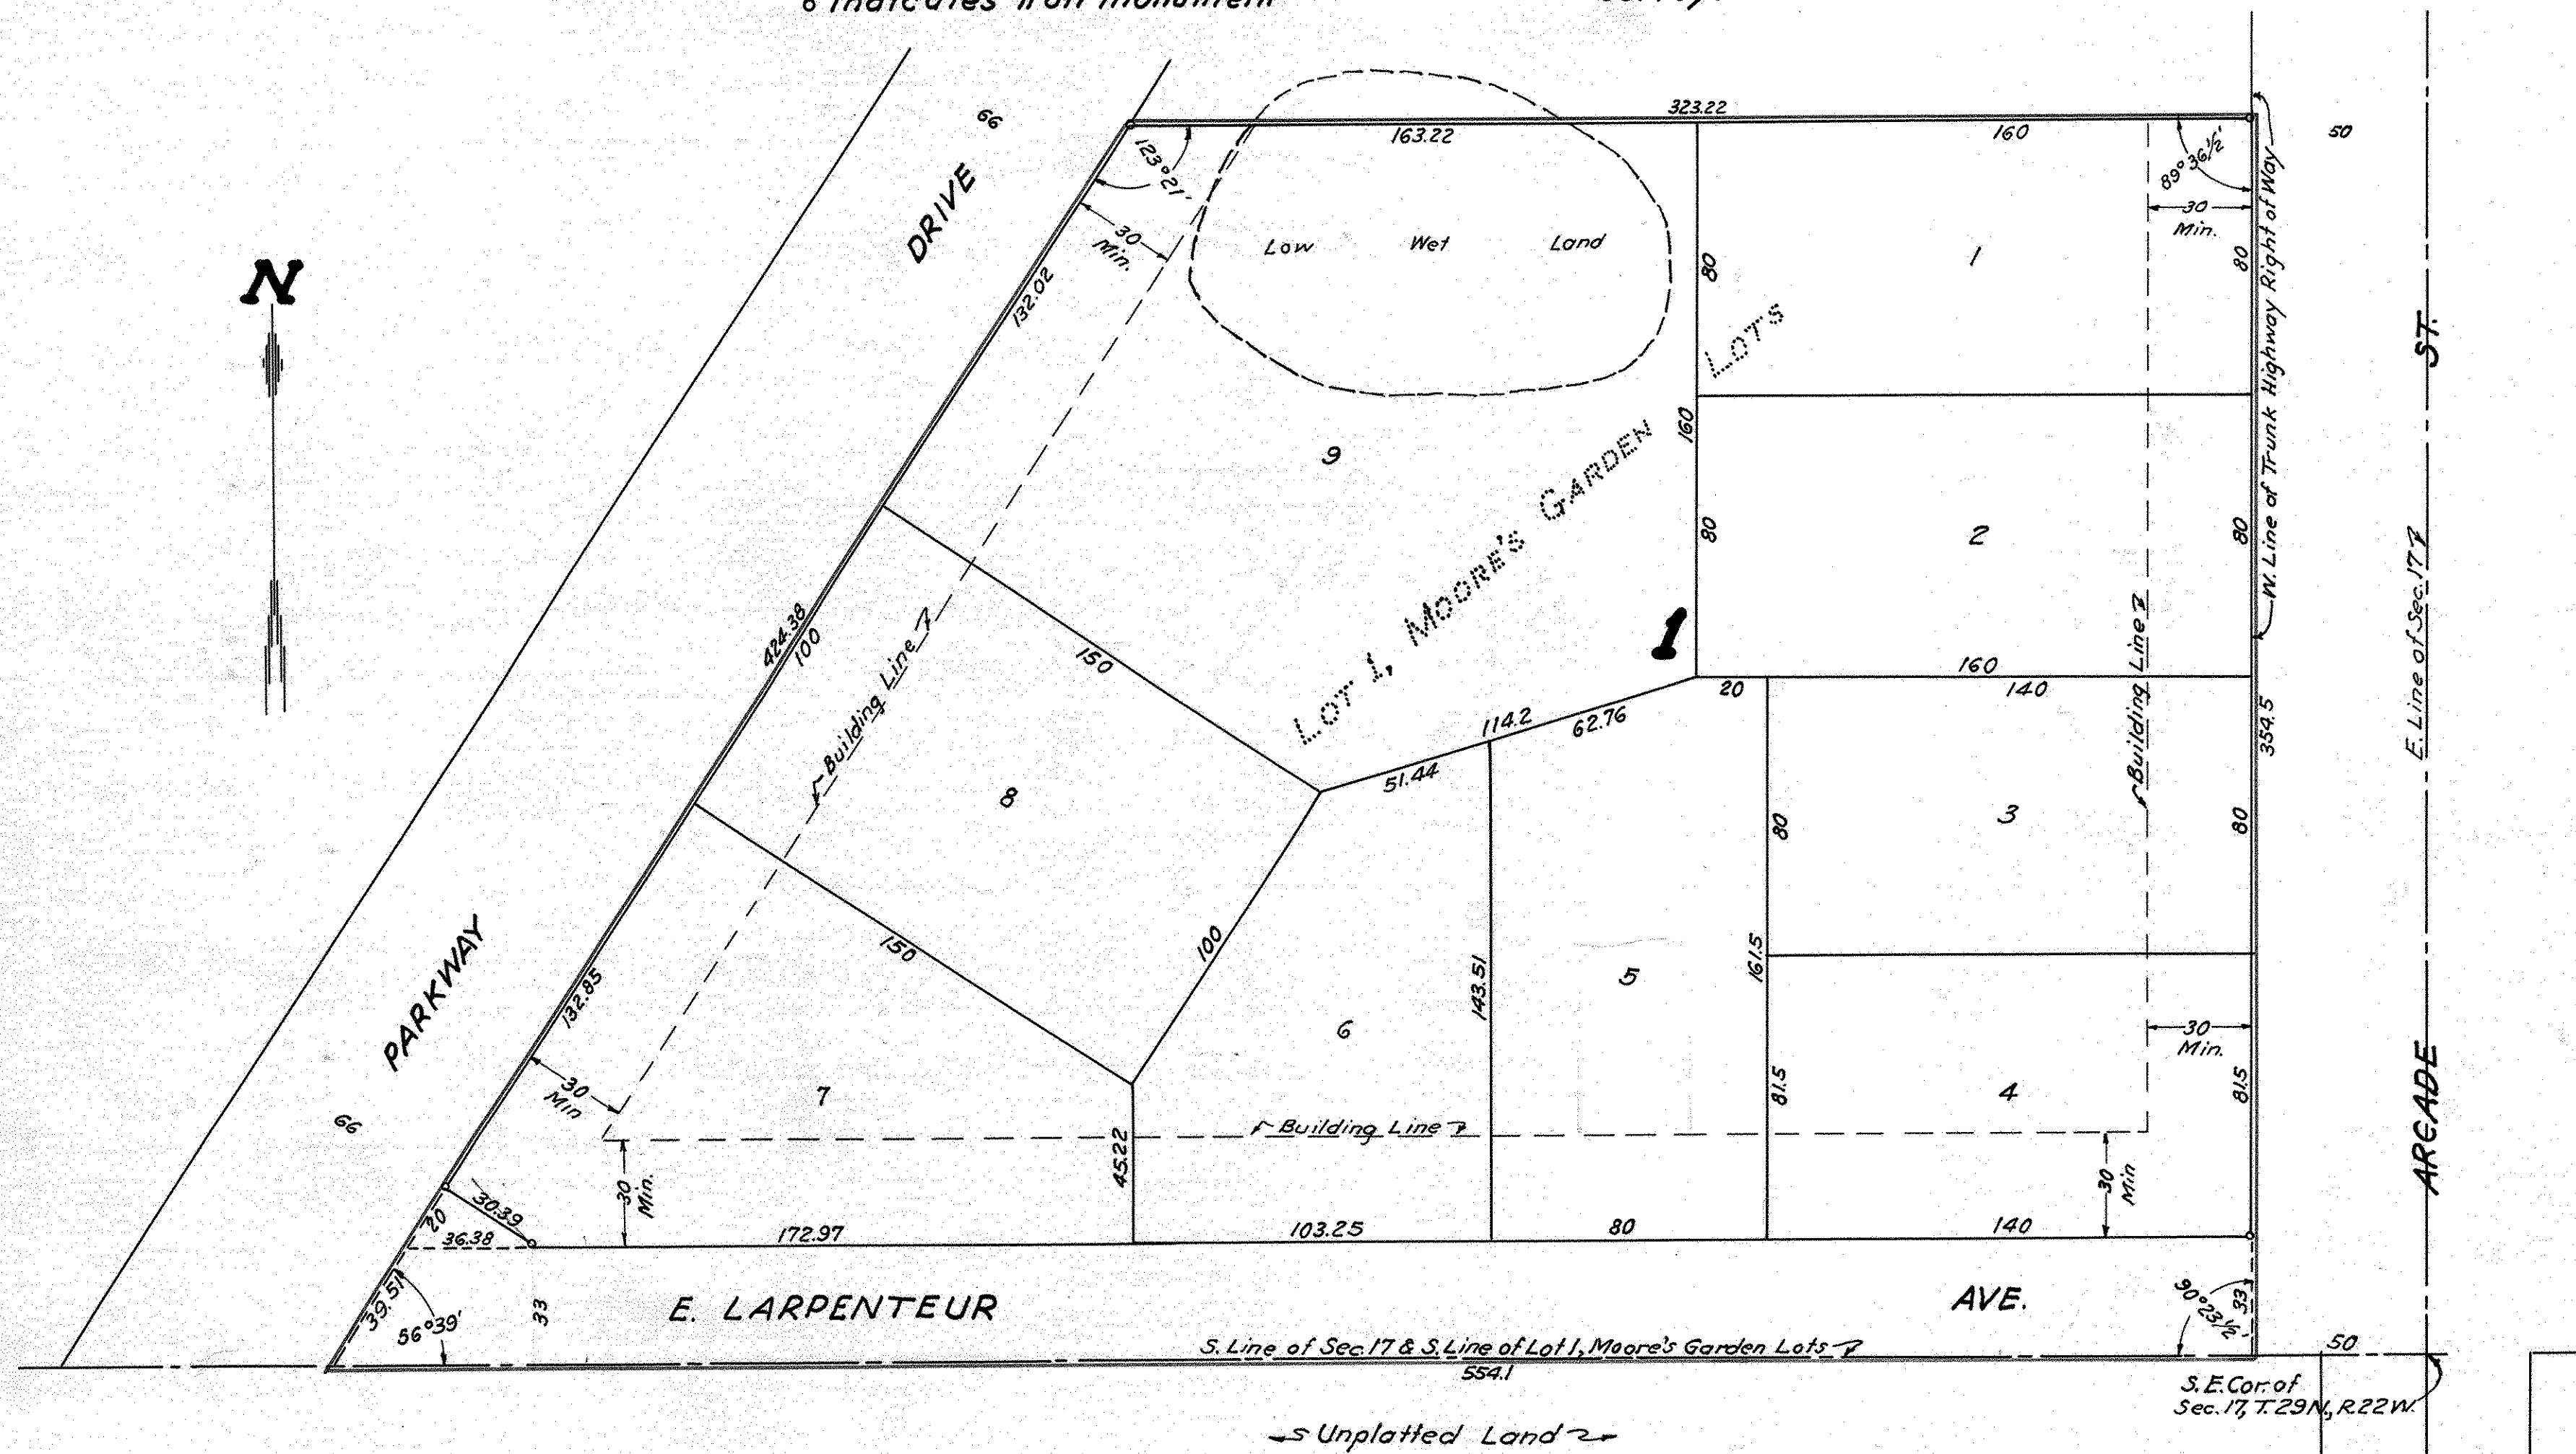 o Indicates iron monument
N
66
DRIVE
PARKWAY
66
323.22
163.22
160
123°21'
89°36½'
30
Min.
30
Min.
Low Wet Land
132.02
80
1
80
W. Line of Trunk Highway Right of Way
50
LOT 1, MOORE'S GARDEN LOTS
160
9
80
2
80
ST.
E. Line of Sec. 17
424.38
100
Building Line
150
1
160
20
140
Building Line
354.5
114.2
62.76
51.44
8
80
3
80
150
100
132.85
143.51
161.5
5
6
30
Min.
30
Min
7
81.5
4
81.5
ARCADE
Building Line
45.22
30
Min.
30
Min
30.39
20
36.38
172.97
103.25
80
140
39.51
56°39'
33
E. LARPENTEUR AVE.
90°23½'
33
S. Line of Sec. 17 & S. Line of Lot 1, Moore's Garden Lots
50
554.1
S.E. Cor. of
Sec. 17, T. 29 N., R. 22 W.
Unplatted Land